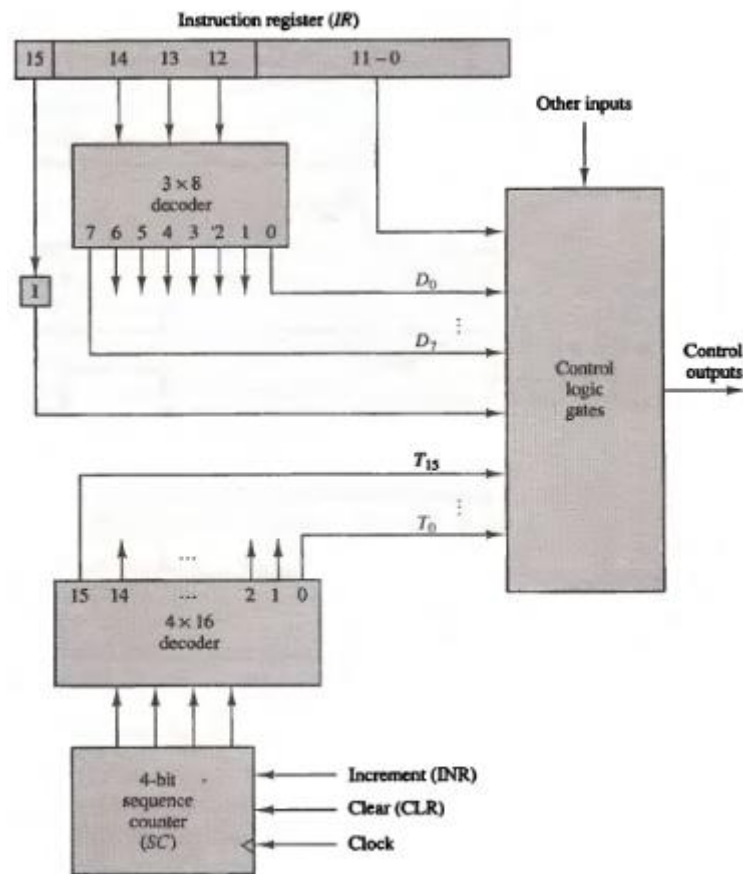 Instruction register (IR)
15 14 13 12 11 – 0
Other inputs
3 × 8
decoder
7 6 5 4 3 2 1 0
D0
⋮
I
D7
Control
outputs
Control
logic
gates
T15
⋮
T0
...
15 14 ... 2 1 0
4 × 16
decoder
4-bit
sequence
counter
(SC)
Increment (INR)
Clear (CLR)
Clock